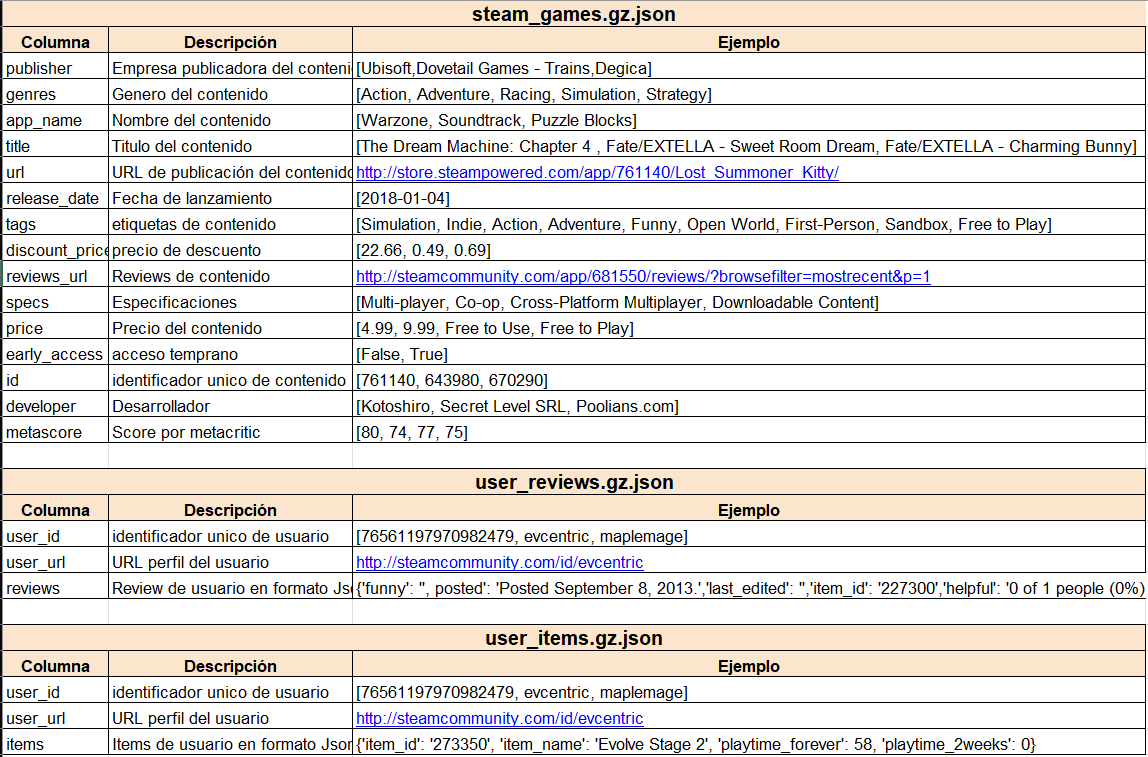 steam_games.gz.json
Columna Descripción Ejemplo
publisher Empresa publicadora del conteni [Ubisoft,Dovetail Games - Trains,Degica]
genres Genero del contenido [Action, Adventure, Racing, Simulation, Strategy]
app_name Nombre del contenido [Warzone, Soundtrack, Puzzle Blocks]
title Titulo del contenido [The Dream Machine: Chapter 4 , Fate/EXTELLA - Sweet Room Dream, Fate/EXTELLA - Charming Bunny]
url URL de publicación del contenido http://store.steampowered.com/app/761140/Lost_Summoner_Kitty/
release_date Fecha de lanzamiento [2018-01-04]
tags etiquetas de contenido [Simulation, Indie, Action, Adventure, Funny, Open World, First-Person, Sandbox, Free to Play]
discount_price precio de descuento [22.66, 0.49, 0.69]
reviews_url Reviews de contenido http://steamcommunity.com/app/681550/reviews/?browsefilter=mostrecent&p=1
specs Especificaciones [Multi-player, Co-op, Cross-Platform Multiplayer, Downloadable Content]
price Precio del contenido [4.99, 9.99, Free to Use, Free to Play]
early_access acceso temprano [False, True]
id identificador unico de contenido [761140, 643980, 670290]
developer Desarrollador [Kotoshiro, Secret Level SRL, Poolians.com]
metascore Score por metacritic [80, 74, 77, 75]
user_reviews.gz.json
Columna Descripción Ejemplo
user_id identificador unico de usuario [76561197970982479, evcentric, maplemage]
user_url URL perfil del usuario http://steamcommunity.com/id/evcentric
reviews Review de usuario en formato Jso {'funny': '', posted': 'Posted September 8, 2013.','last_edited': '','item_id': '227300','helpful': '0 of 1 people (0%)
user_items.gz.json
Columna Descripción Ejemplo
user_id identificador unico de usuario [76561197970982479, evcentric, maplemage]
user_url URL perfil del usuario http://steamcommunity.com/id/evcentric
items Items de usuario en formato Json {'item_id': '273350', 'item_name': 'Evolve Stage 2', 'playtime_forever': 58, 'playtime_2weeks': 0}